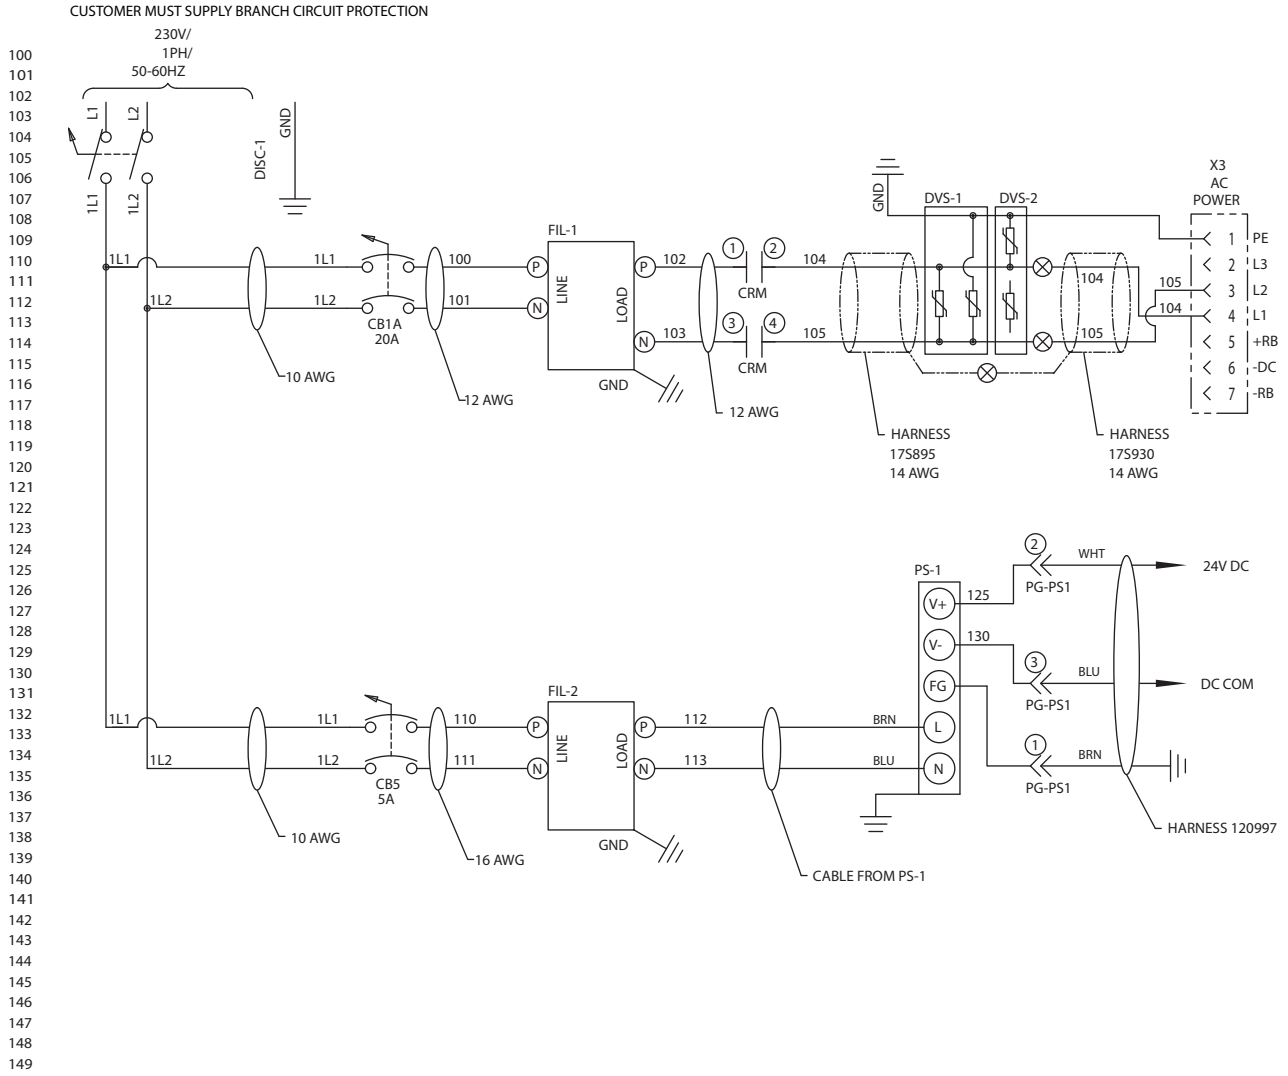 CUSTOMER MUST SUPPLY BRANCH CIRCUIT PROTECTION
230V/
1PH/
50-60HZ
100
101
102
103
104
105
106
107
108
109
110
111
112
113
114
115
116
117
118
119
120
121
122
123
124
125
126
127
128
129
130
131
132
133
134
135
136
137
138
139
140
141
142
143
144
145
146
147
148
149
L1
L2
GND
DISC-1
1L1
1L2
1L1
1L2
10 AWG
1L1
1L2
CB1A
20A
100
101
12 AWG
FIL-1
P
N
LINE
LOAD
P
N
GND
102
103
12 AWG
1
2
CRM
3
4
CRM
104
105
GND
DVS-1
DVS-2
HARNESS
17S895
14 AWG
104
105
HARNESS
17S930
14 AWG
105
104
X3
AC
POWER
1 PE
2 L3
3 L2
4 L1
5 +RB
6 -DC
7 -RB
1L1
1L2
10 AWG
1L1
1L2
CB5
5A
110
111
16 AWG
FIL-2
P
N
LINE
LOAD
P
N
GND
112
113
CABLE FROM PS-1
BRN
BLU
PS-1
V+
V-
FG
L
N
125
130
2
PG-PS1
WHT
24V DC
3
PG-PS1
BLU
DC COM
1
PG-PS1
BRN
HARNESS 120997